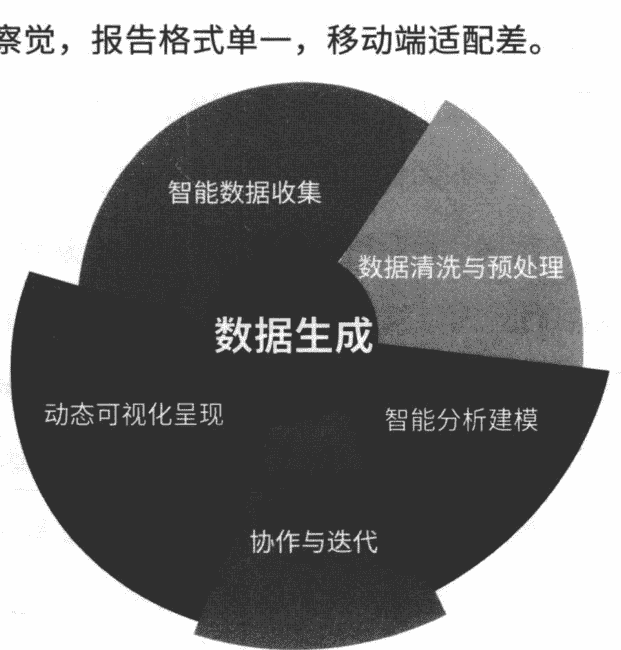 察觉，报告格式单一，移动端适配差。
智能数据收集
数据清洗与预处理
数据生成
动态可视化呈现
智能分析建模
协作与迭代